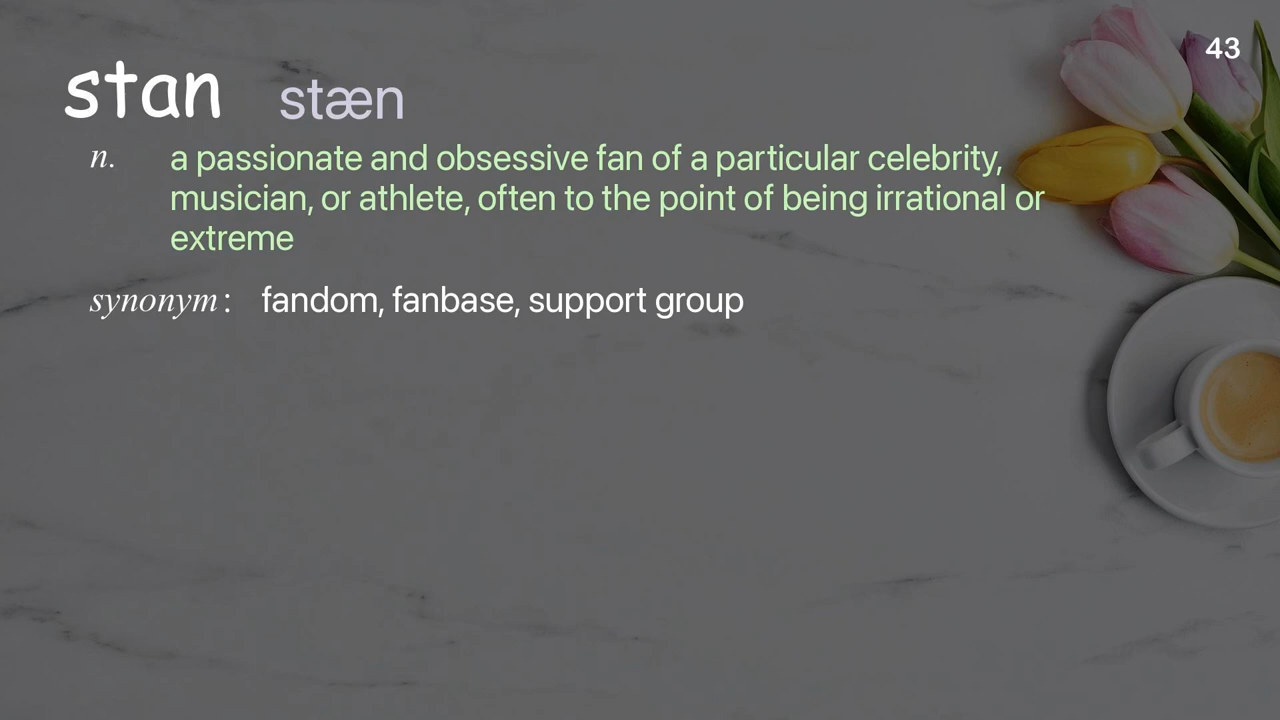 43
stan stæn
n. a passionate and obsessive fan of a particular celebrity,
musician, or athlete, often to the point of being irrational or
extreme
synonym : fandom, fanbase, support group